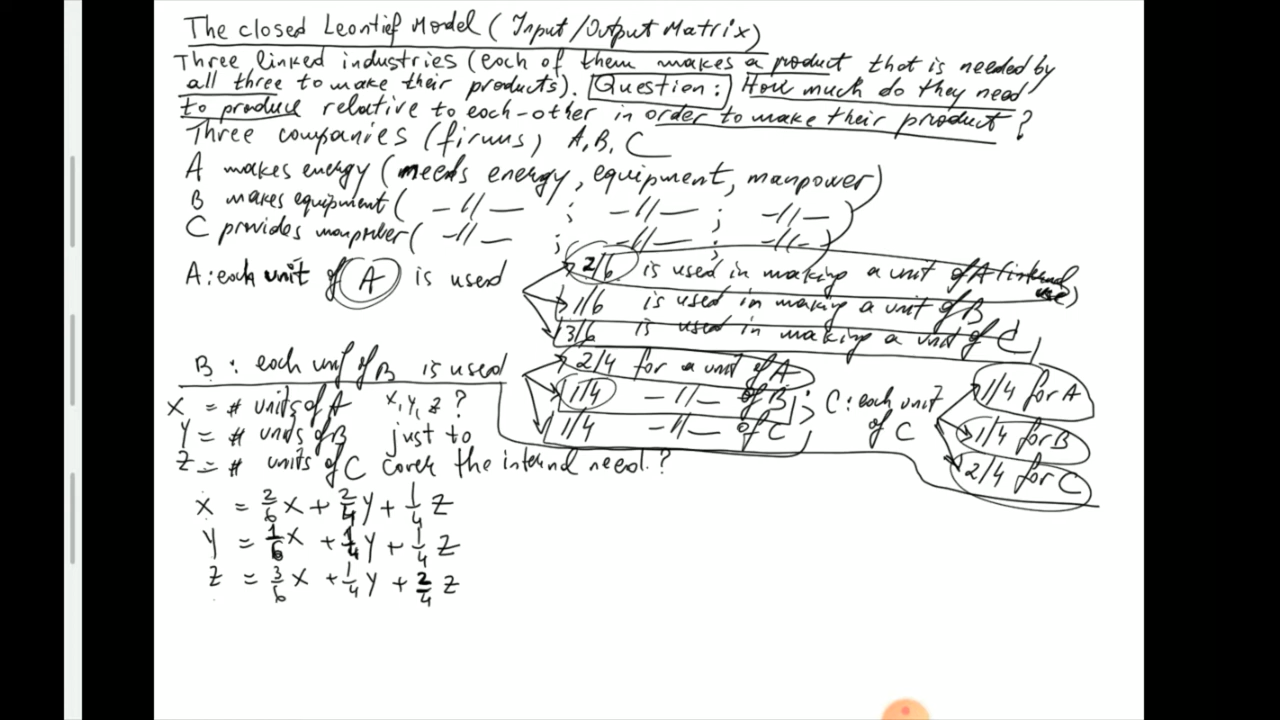 The closed Leontief Model (Input/Output Matrix)
Three linked industries (each of them makes a product that is needed by
all three to make their products). Question: How much do they need
to produce relative to each-other in order to make their product?
Three companies (firms) A, B, C
A makes energy (needs energy, equipment, manpower)
B makes equipment ( -11- ; -11- ; -11- )
C provides manpower ( -11- ; -11- ; -11- )
A: each unit of A is used
2/6 is used in making a unit of A (internal use)
1/6 is used in making a unit of B
3/6 is used in making a unit of C
B: each unit of B is used
2/4 for a unit of A
1/4 -11- of B
1/4 -11- of C
; C: each unit of C
1/4 for A
1/4 for B
2/4 for C
X = # units of A X, Y, Z ?
Y = # units of B just to
Z = # units of C cover the internal need?
X = 2/6 X + 2/4 Y + 1/4 Z
Y = 1/6 X + 1/4 Y + 1/4 Z
Z = 3/6 X + 1/4 Y + 2/4 Z